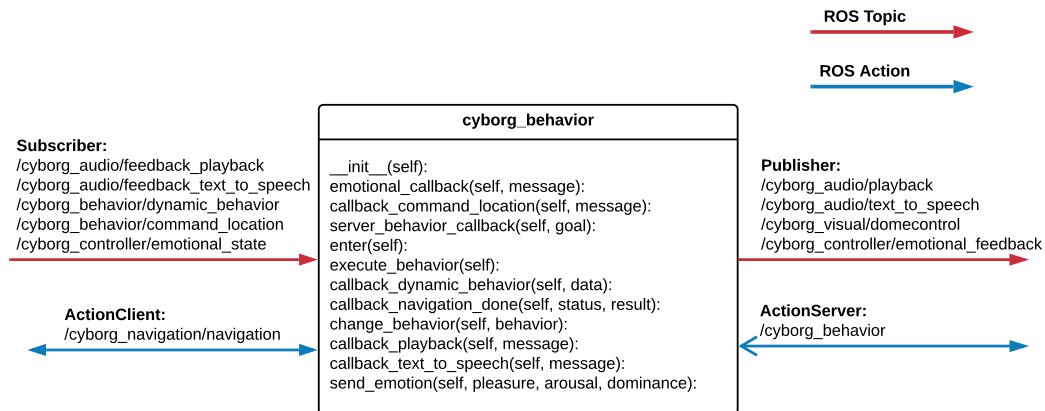 ROS Topic
ROS Action
cyborg_behavior
Subscriber:
/cyborg_audio/feedback_playback
/cyborg_audio/feedback_text_to_speech
/cyborg_behavior/dynamic_behavior
/cyborg_behavior/command_location
/cyborg_controller/emotional_state
ActionClient:
/cyborg_navigation/navigation
__init__(self):
emotional_callback(self, message):
callback_command_location(self, message):
server_behavior_callback(self, goal):
enter(self):
execute_behavior(self):
callback_dynamic_behavior(self, data):
callback_navigation_done(self, status, result):
change_behavior(self, behavior):
callback_playback(self, message):
callback_text_to_speech(self, message):
send_emotion(self, pleasure, arousal, dominance):
Publisher:
/cyborg_audio/playback
/cyborg_audio/text_to_speech
/cyborg_visual/domecontrol
/cyborg_controller/emotional_feedback
ActionServer:
/cyborg_behavior